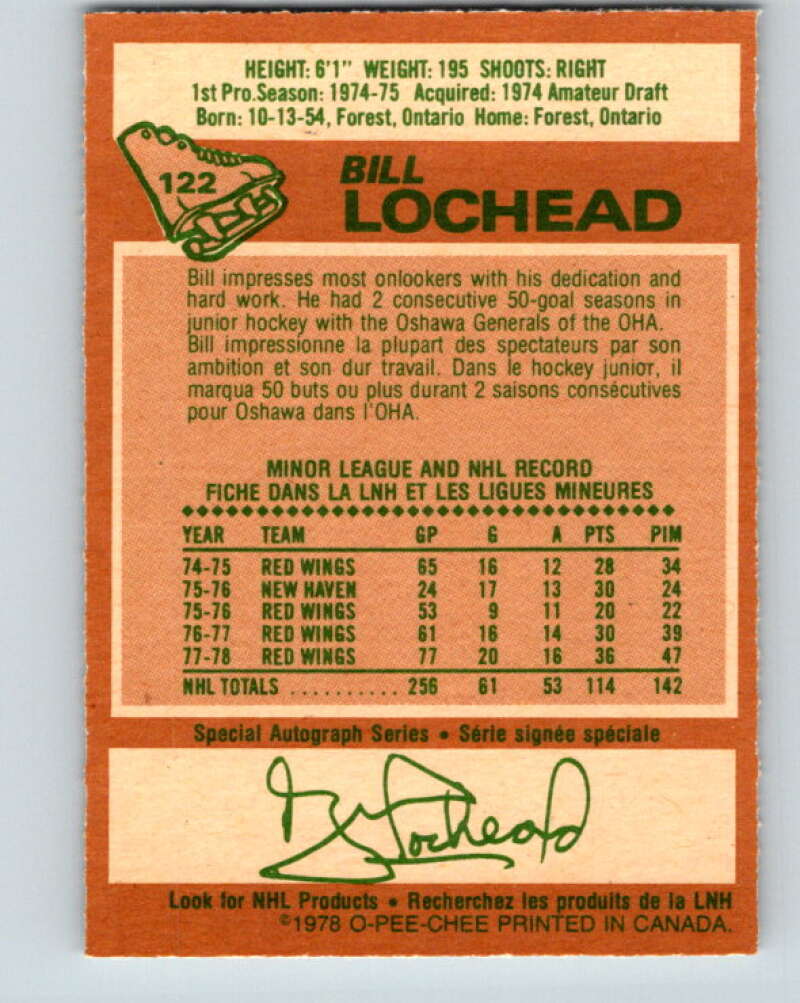 HEIGHT: 6'1" WEIGHT: 195 SHOOTS: RIGHT
1st Pro.Season: 1974-75 Acquired: 1974 Amateur Draft
Born: 10-13-54, Forest, Ontario Home: Forest, Ontario
122
BILL
LOCHEAD
Bill impresses most onlookers with his dedication and
hard work. He had 2 consecutive 50-goal seasons in
junior hockey with the Oshawa Generals of the OHA.
Bill impressionne la plupart des spectateurs par son
ambition et son dur travail. Dans le hockey junior, il
marqua 50 buts ou plus durant 2 saisons consécutives
pour Oshawa dans l'OHA.
MINOR LEAGUE AND NHL RECORD
FICHE DANS LA LNH ET LES LIGUES MINEURES
YEAR TEAM GP G A PTS PIM
74-75 RED WINGS 65 16 12 28 34
75-76 NEW HAVEN 24 17 13 30 24
75-76 RED WINGS 53 9 11 20 22
76-77 RED WINGS 61 16 14 30 39
77-78 RED WINGS 77 20 16 36 47
NHL TOTALS .......... 256 61 53 114 142
Special Autograph Series • Série signée spéciale
Bill Lochead
Look for NHL Products • Recherchez les produits de la LNH
©1978 O-PEE-CHEE PRINTED IN CANADA.